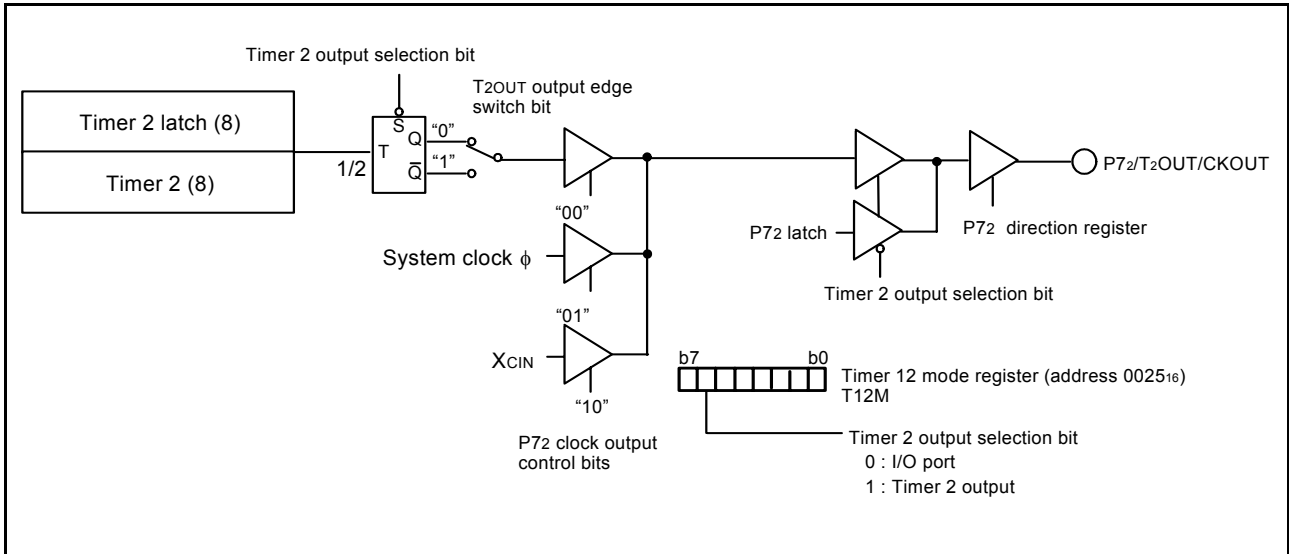 Timer 2 output selection bit
T2OUT output edge
switch bit
Timer 2 latch (8)
Timer 2 (8)
1/2
S
T
Q
Q̅
“0”
“1”
“00”
System clock ϕ
“01”
XCIN
“10”
P72 clock output
control bits
P72 latch
Timer 2 output selection bit
P72 direction register
P72/T2OUT/CKOUT
b7
b0
Timer 12 mode register (address 002516)
T12M
Timer 2 output selection bit
0 : I/O port
1 : Timer 2 output